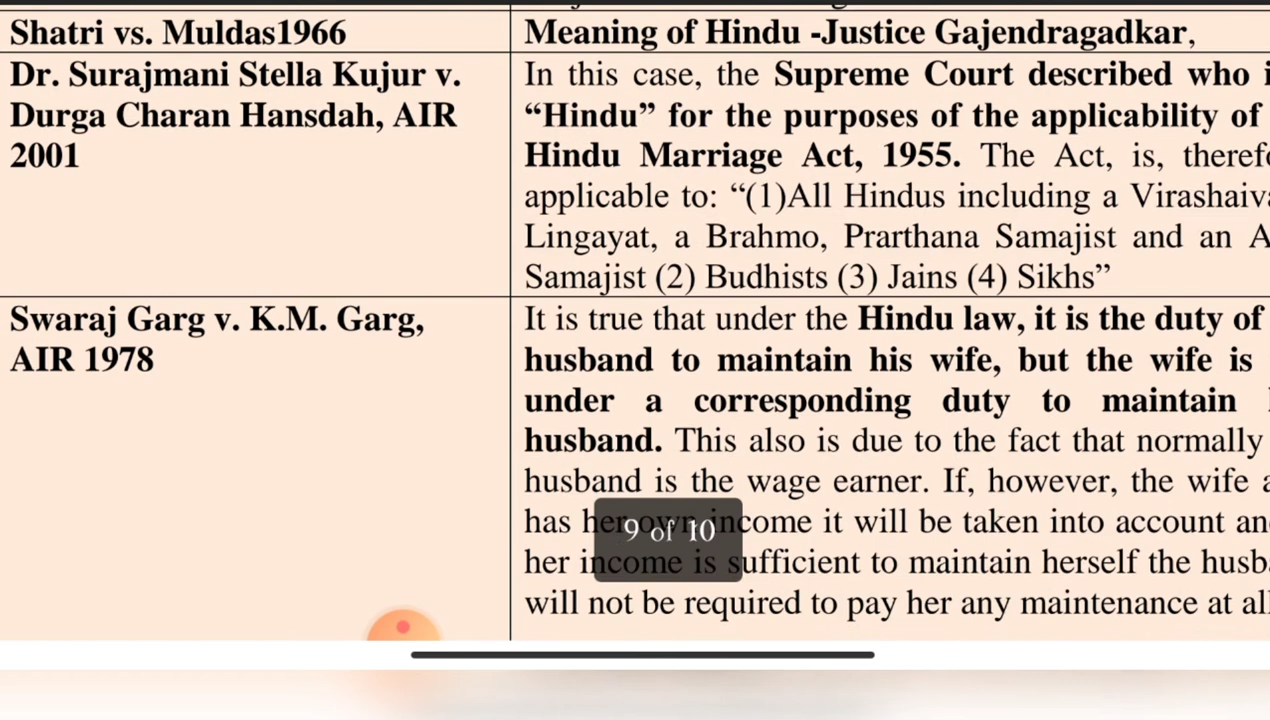 Shatri vs. Muldas1966
Meaning of Hindu -Justice Gajendragadkar,
Dr. Surajmani Stella Kujur v.
Durga Charan Hansdah, AIR
2001
In this case, the Supreme Court described who
“Hindu” for the purposes of the applicability of
Hindu Marriage Act, 1955. The Act, is,
applicable to: “(1)All Hindus including a
Lingayat, a Brahmo, Prarthana Samajist and an
Samajist (2) Budhists (3) Jains (4) Sikhs”
Swaraj Garg v. K.M. Garg,
AIR 1978
It is true that under the Hindu law, it is the duty of
husband to maintain his wife, but the wife is
under a corresponding duty to maintain
husband. This also is due to the fact that normally
husband is the wage earner. If, however, the wife
has her own income it will be taken into account
her income is sufficient to maintain herself the
will not be required to pay her any maintenance at
9 of 10